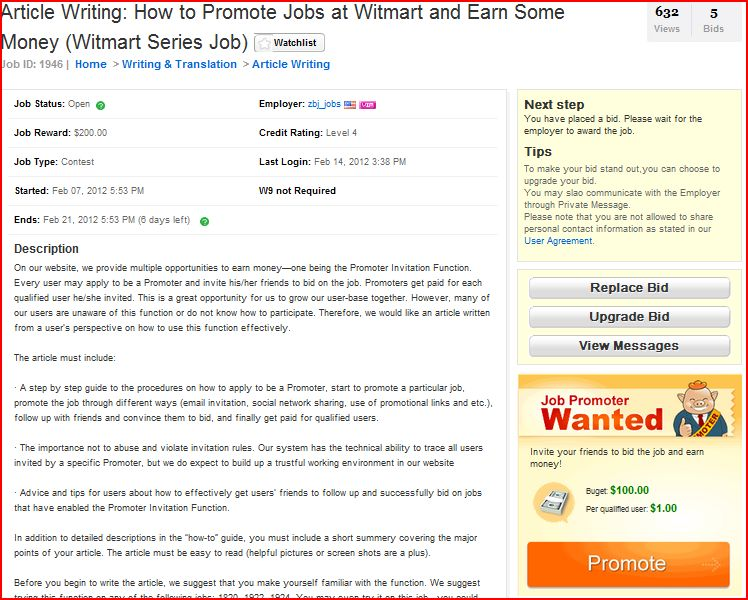 Article Writing: How to Promote Jobs at Witmart and Earn Some
Money (Witmart Series Job) Watchlist
632
Views
5
Bids
Job ID: 1946 | Home > Writing & Translation > Article Writing
Job Status: Open
Employer: zbj_jobs
Job Reward: $200.00
Credit Rating: Level 4
Job Type: Contest
Last Login: Feb 14, 2012 3:38 PM
Started: Feb 07, 2012 5:53 PM
W9 not Required
Ends: Feb 21, 2012 5:53 PM (6 days left)
Description
On our website, we provide multiple opportunities to earn money—one being the Promoter Invitation Function.
Every user may apply to be a Promoter and invite his/her friends to bid on the job. Promoters get paid for each
qualified user he/she invited. This is a great opportunity for us to grow our user-base together. However, many of
our users are unaware of this function or do not know how to participate. Therefore, we would like an article written
from a user's perspective on how to use this function effectively.
The article must include:
· A step by step guide to the procedures on how to apply to be a Promoter, start to promote a particular job,
promote the job through different ways (email invitation, social network sharing, use of promotional links and etc.),
follow up with friends and convince them to bid, and finally get paid for qualified users.
· The importance not to abuse and violate invitation rules. Our system has the technical ability to trace all users
invited by a specific Promoter, but we do expect to build up a trustful working environment in our website
· Advice and tips for users about how to effectively get users' friends to follow up and successfully bid on jobs
that have enabled the Promoter Invitation Function.
In addition to detailed descriptions in the "how-to" guide, you must include a short summery covering the major
points of your article. The article must be easy to read (helpful pictures or screen shots are a plus).
Before you begin to write the article, we suggest that you make yourself familiar with the function. We suggest
trying this function on any of the following jobs: 1820, 1922, 1924. You may even try it on this job - you could
Next step
You have placed a bid. Please wait for the
employer to award the job.
Tips
To make your bid stand out,you can choose to
upgrade your bid.
You may slao communicate with the Employer
through Private Message.
Please note that you are not allowed to share
personal contact information as stated in our
User Agreement.
Replace Bid
Upgrade Bid
View Messages
Job Promoter
Wanted
Invite your friends to bid the job and earn
money!
Buget: $100.00
Per qualified user: $1.00
Promote